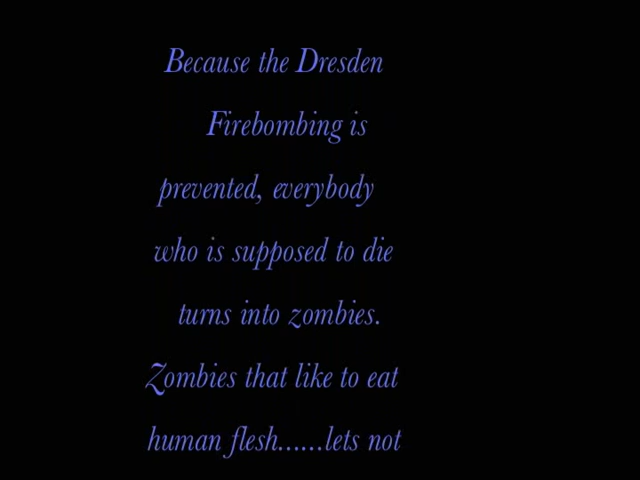 Because the Dresden
Firebombing is
prevented, everybody
who is supposed to die
turns into zombies.
Zombies that like to eat
human flesh......lets not